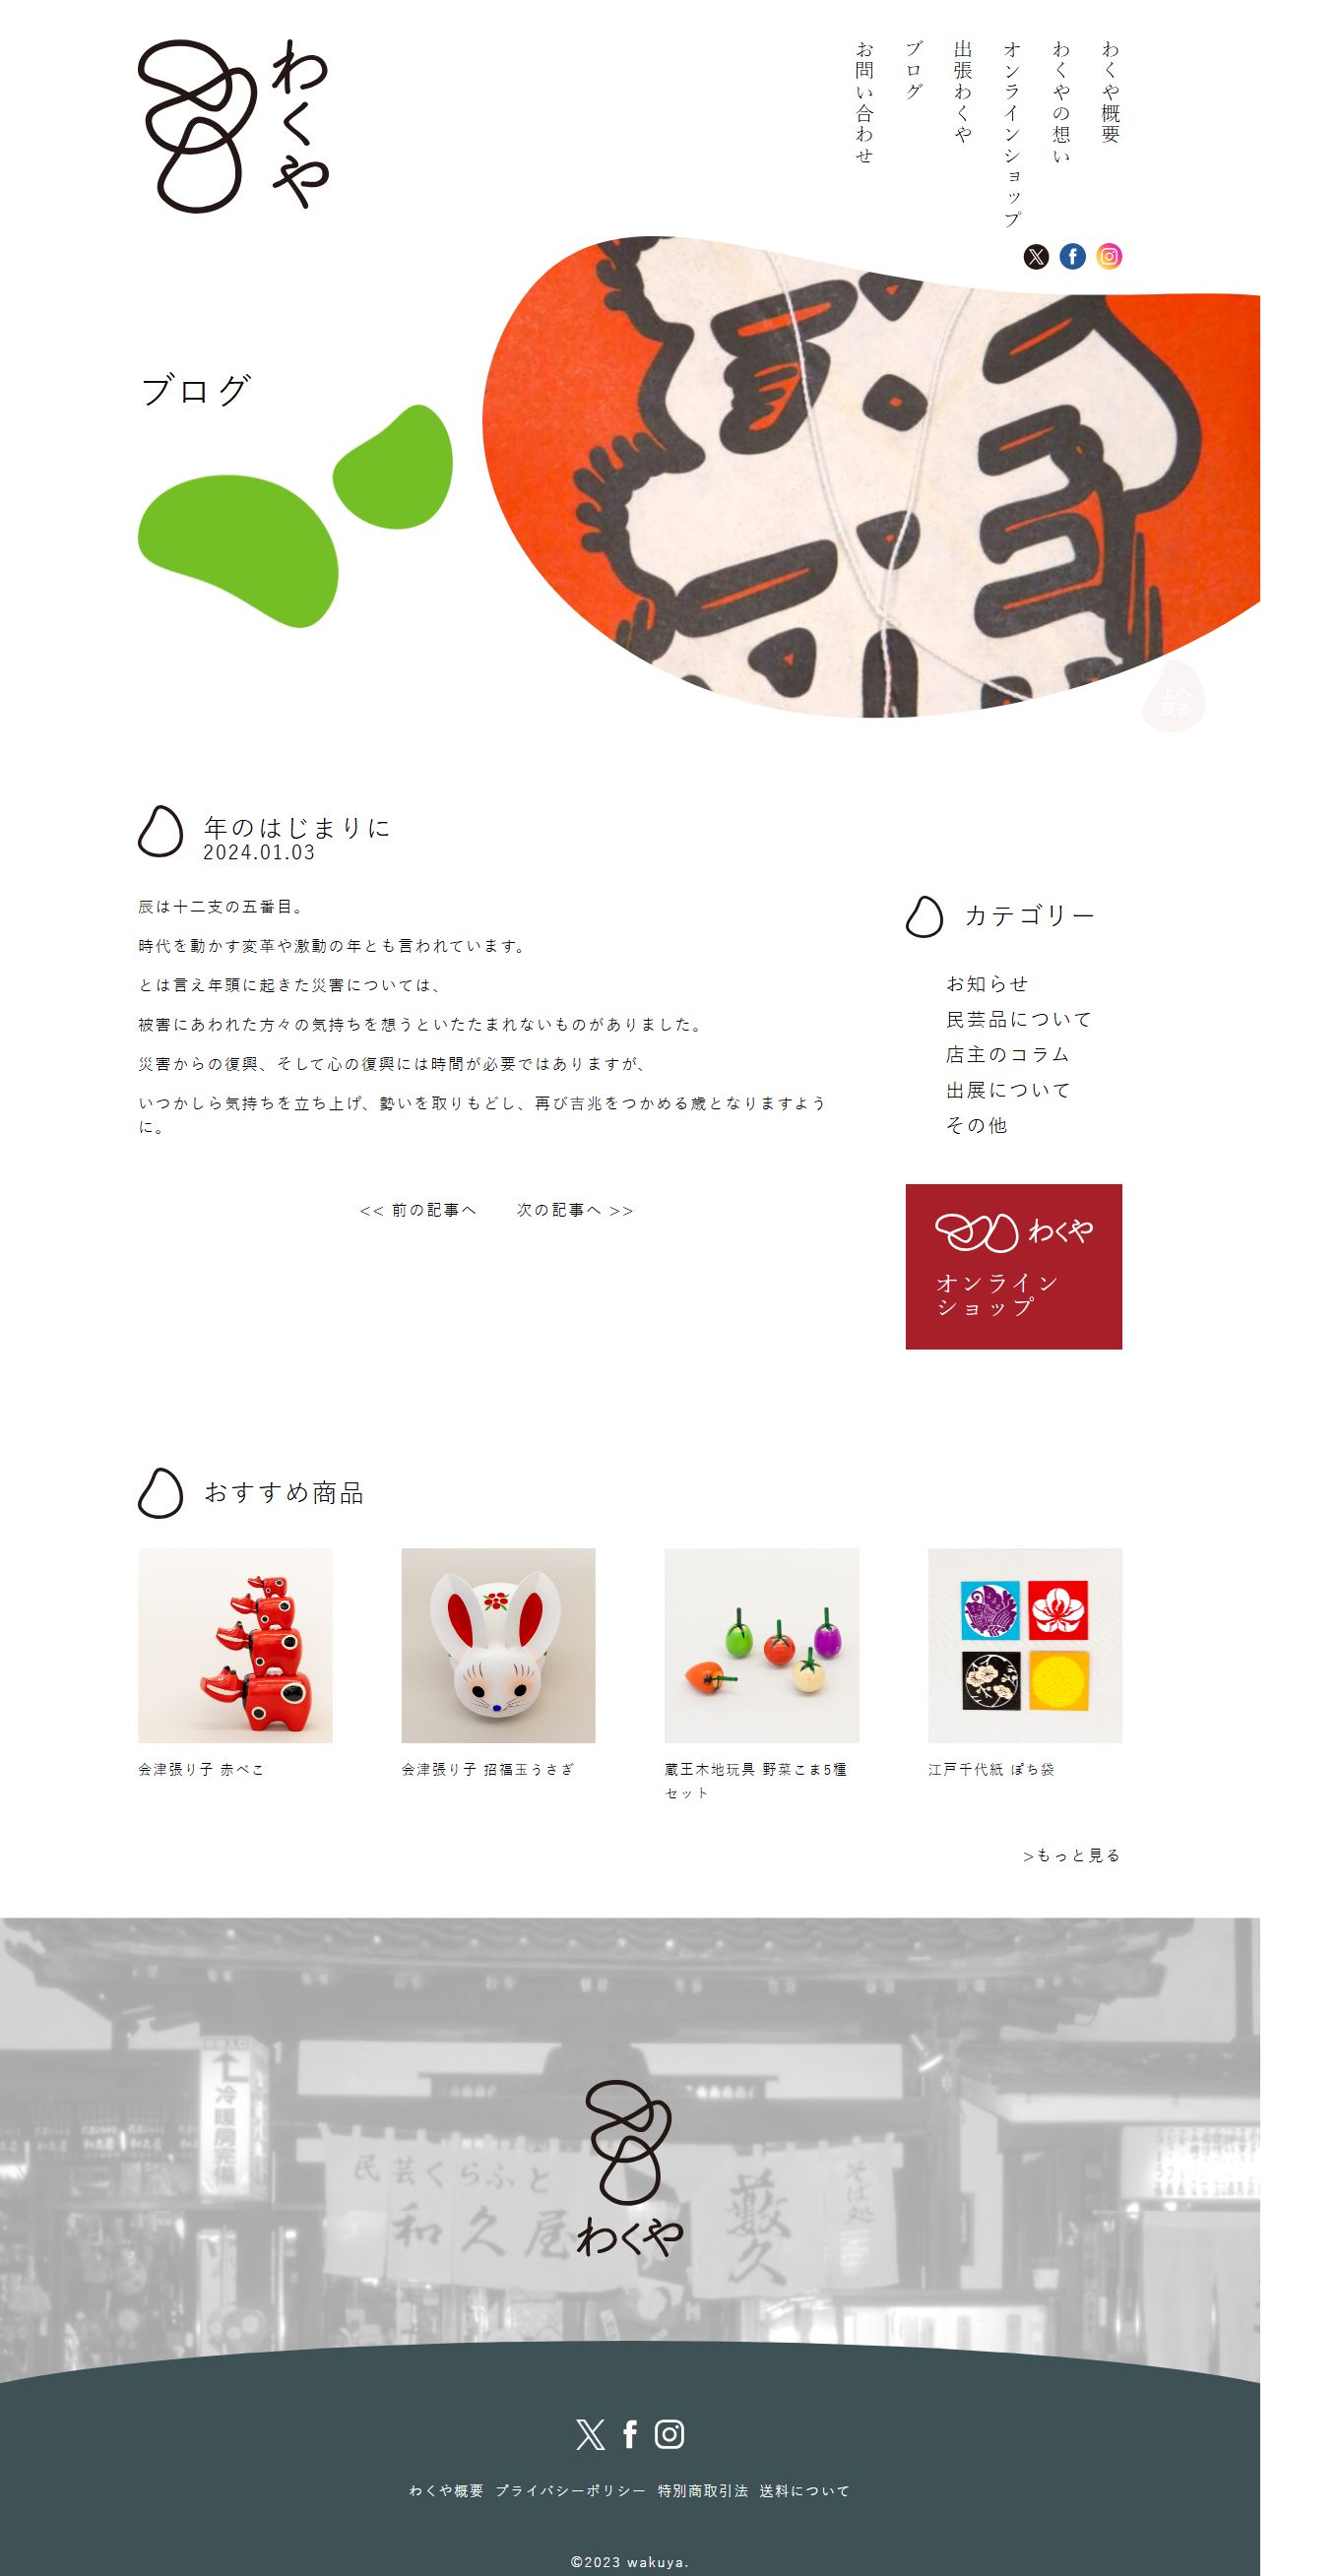 わくや
わくや概要
わくやの想い
オンラインショップ
出張わくや
ブログ
お問い合わせ
ブログ
上へ
戻る
年のはじまりに
2024.01.03
辰は十二支の五番目。
時代を動かす変革や激動の年とも言われています。
とは言え年頭に起きた災害については、
被害にあわれた方々の気持ちを想うといたたまれないものがありました。
災害からの復興、そして心の復興には時間が必要ではありますが、
いつかしら気持ちを立ち上げ、勢いを取りもどし、再び吉兆をつかめる歳となりますよう
に。
<< 前の記事へ
次の記事へ >>
カテゴリー
お知らせ
民芸品について
店主のコラム
出展について
その他
わくや
オンライン
ショップ
おすすめ商品
会津張り子 赤べこ
会津張り子 招福玉うさぎ
蔵王木地玩具 野菜こま5種
セット
江戸千代紙 ぽち袋
>もっと見る
冷暖房完備
民芸くらふと
和久屋
そば処
藪久
わくや
わくや概要 プライバシーポリシー 特別商取引法 送料について
©2023 wakuya.